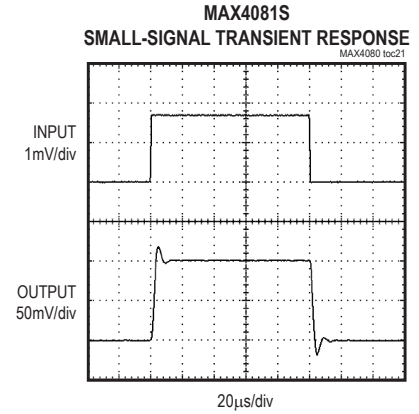 MAX4081S
SMALL-SIGNAL TRANSIENT RESPONSE
MAX4080 toc21
INPUT
1mV/div
OUTPUT
50mV/div
20μs/div